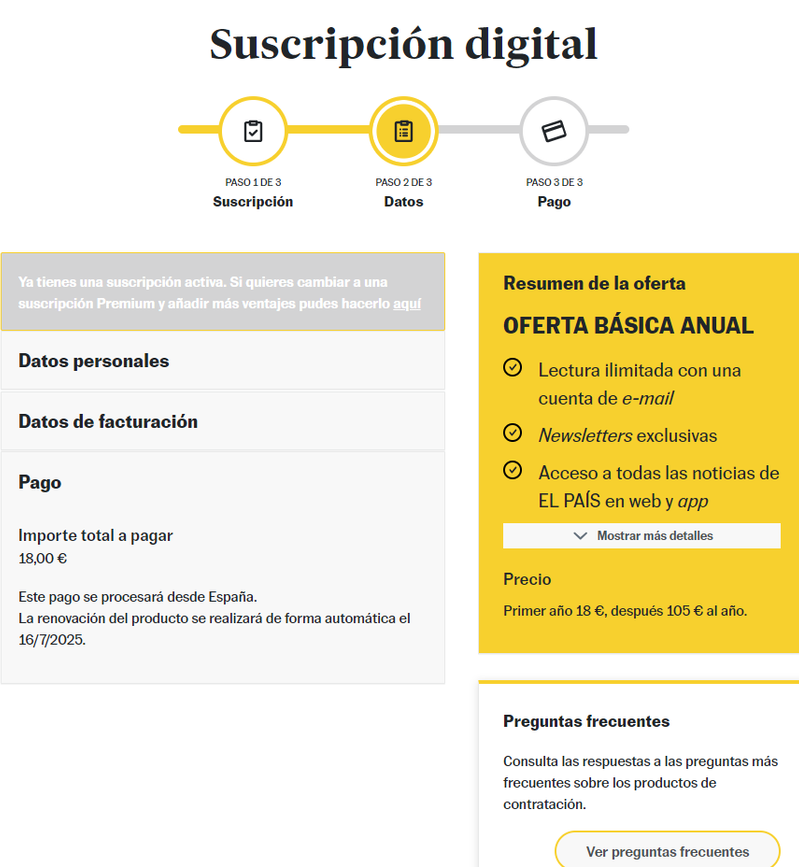 Suscripción digital
PASO 1 DE 3
Suscripción
PASO 2 DE 3
Datos
PASO 3 DE 3
Pago
Ya tienes una suscripción activa. Si quieres cambiar a una
suscripción Premium y añadir más ventajes pudes hacerlo aquí
Datos personales
Datos de facturación
Pago
Importe total a pagar
18,00 €
Este pago se procesará desde España.
La renovación del producto se realizará de forma automática el
16/7/2025.
Resumen de la oferta
OFERTA BÁSICA ANUAL
Lectura ilimitada con una
cuenta de e-mail
Newsletters exclusivas
Acceso a todas las noticias de
EL PAÍS en web y app
Mostrar más detalles
Precio
Primer año 18 €, después 105 € al año.
Preguntas frecuentes
Consulta las respuestas a las preguntas más
frecuentes sobre los productos de
contratación.
Ver preguntas frecuentes